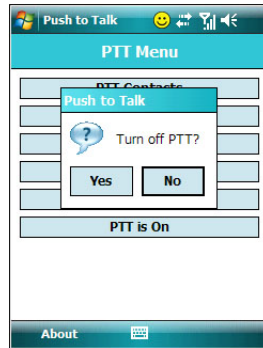 Push to Talk
PTT Menu
PTT Contacts
Push to Talk
Turn off PTT?
Yes
No
PTT is On
About